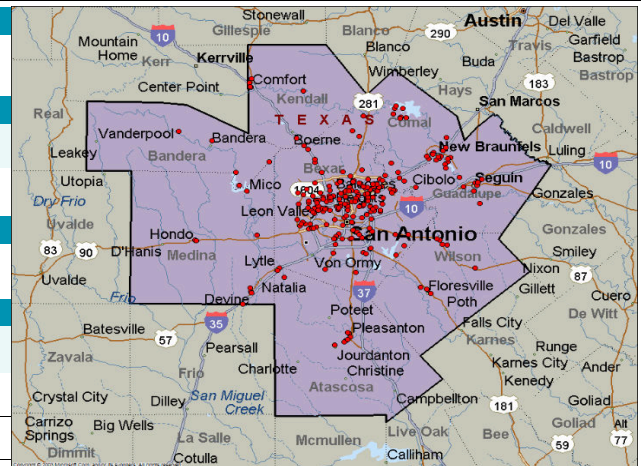 Stonewall
Austin
Del Valle
Mountain Home
10
Gillespie
Blanco
290
Garfield
Travis
Bastrop
Kerrville
Kerr
Blanco
Buda
Bastrop
Wimberley
Center Point
Comfort
Hays
183
Kendall
281
San Marcos
Real
T E X A S
Comal
Caldwell
Vanderpool
Bandera
Boerne
New Braunfels
Luling
10
Leakey
Bandera
Bexar
Utopia
Mico
1604
Cibolo
Seguin
Guadalupe
Gonzales
Dry Frio
Leon Valley
10
Uvalde
Hondo
San Antonio
Gonzales
83
90
D'Hanis
Medina
Von Ormy
Wilson
Smiley
Lytle
Nixon
87
Uvalde
Natalia
37
Floresville
Gillett
Frio
Devine
Poth
Cuero
Poteet
De Witt
35
Falls City
Batesville
57
Pleasanton
Karnes
Pearsall
Jourdanton
Runge
Zavala
Charlotte
Christine
Karnes City
Ander
Frio
Kenedy
Atascosa
Crystal City
Dilley
San Miguel Creek
Campbellton
181
Goliad
Carrizo Springs
Big Wells
Live Oak
Goliad
Alt
77
La Salle
Bee
59
Dimmit
Mcmullen
Cotulla
Calliham